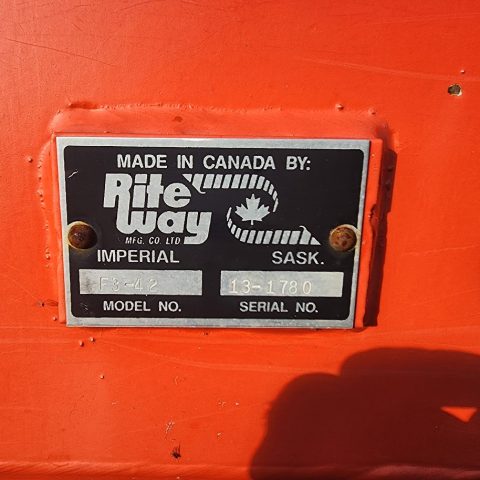 MADE IN CANADA BY:
Rite
Way
MFG. CO LTD
IMPERIAL SASK.
F3-42 13-1780
MODEL NO. SERIAL NO.